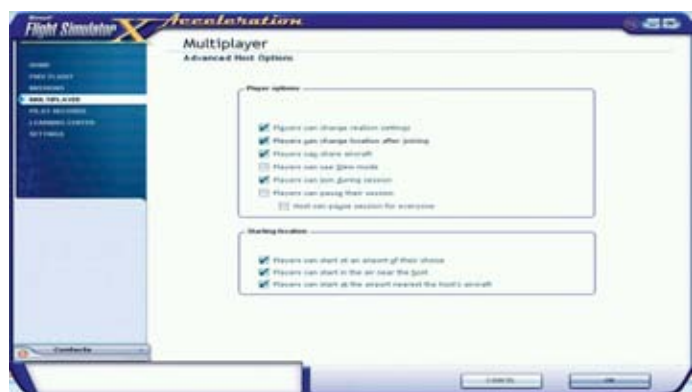 Flight Simulator X Acceleration
Multiplayer
Advanced Host Options
HOME
FREE FLIGHT
MISSIONS
MULTIPLAYER
PILOT RECORDS
LEARNING CENTER
SETTINGS
Player options
Players can change realism settings
Players can change location after joining
Players may share aircraft
Players can use slew mode
Players can join during session
Players can pause their session
Host can pause session for everyone
Starting location
Players can start at an airport of their choice
Players can start in the air near the host
Players can start at the airport nearest the host's aircraft
Contacts
CANCEL
OK